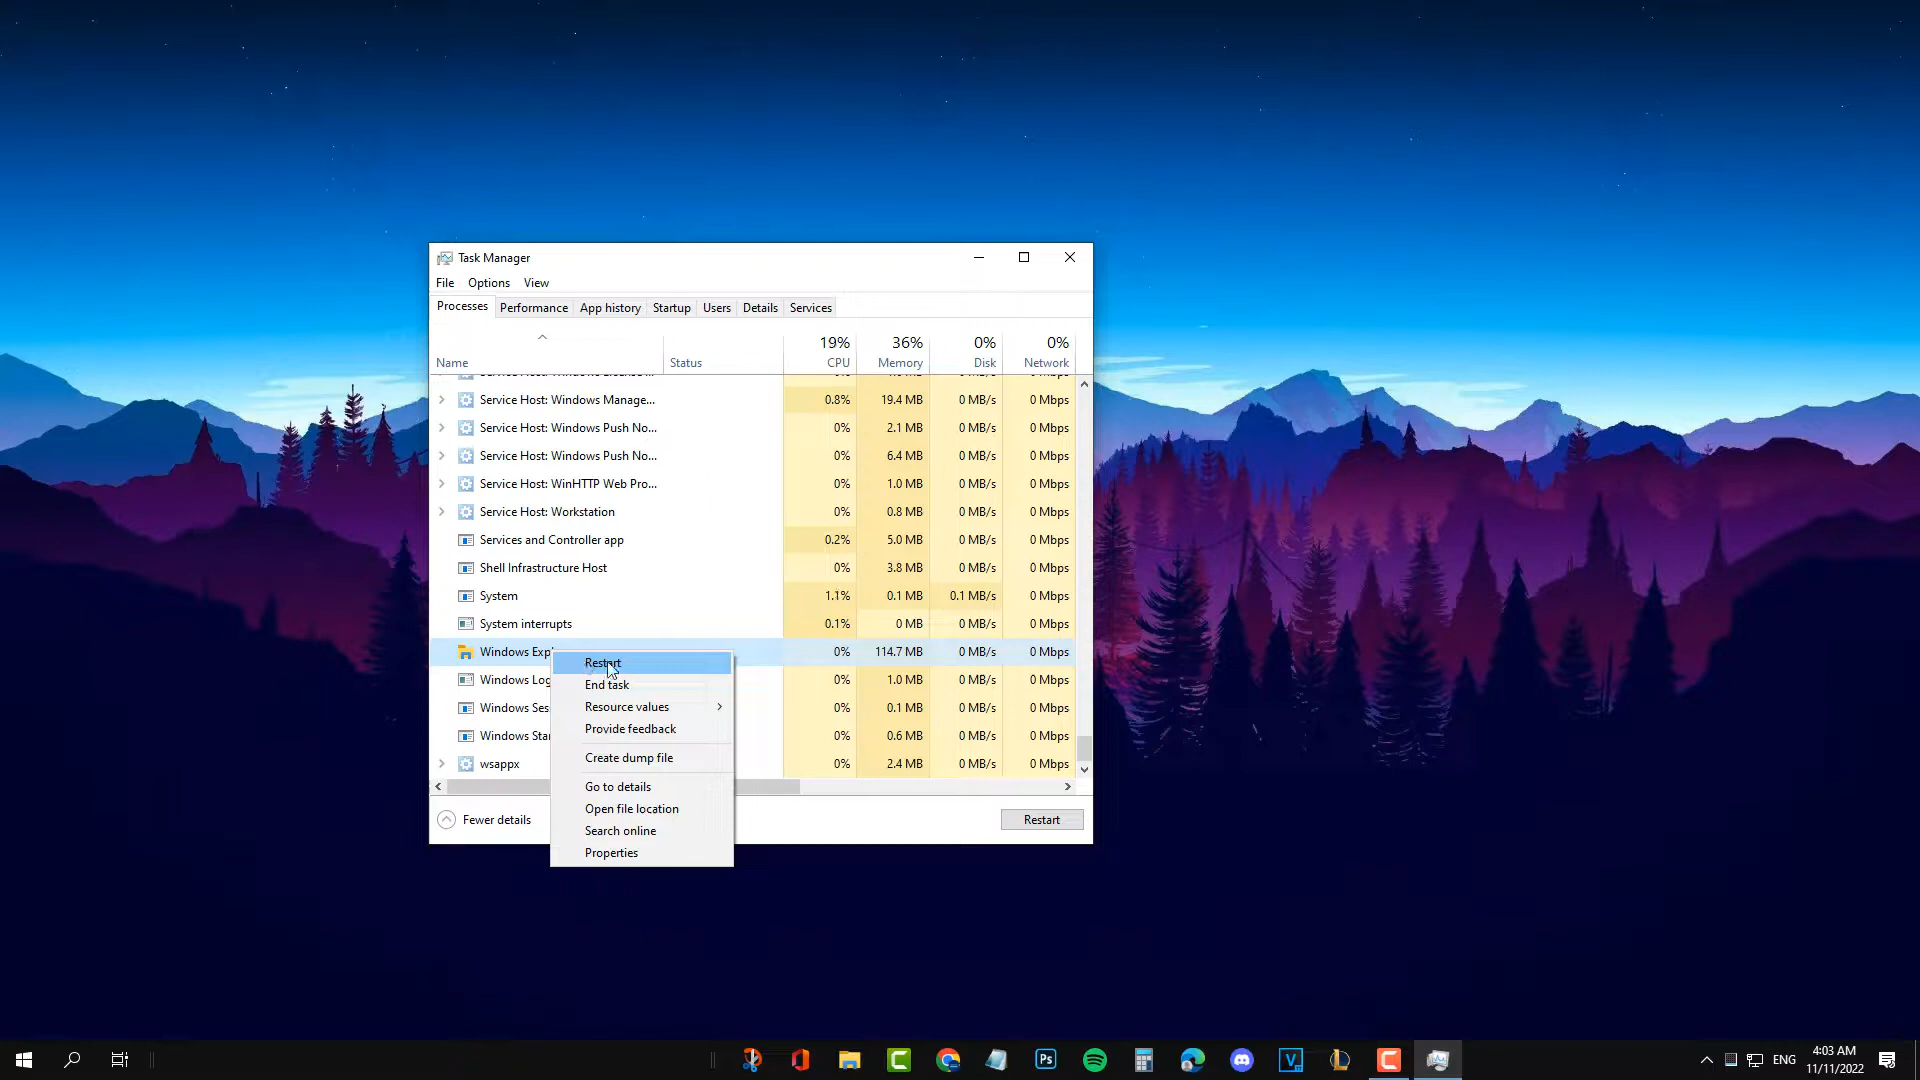 Task Manager
File Options View
Processes Performance App history Startup Users Details Services
19% 36% 0% 0%
Name Status CPU Memory Disk Network
Service Host: Windows Manage... 0.8% 19.4 MB 0 MB/s 0 Mbps
Service Host: Windows Push No... 0% 2.1 MB 0 MB/s 0 Mbps
Service Host: Windows Push No... 0% 6.4 MB 0 MB/s 0 Mbps
Service Host: WinHTTP Web Pro... 0% 1.0 MB 0 MB/s 0 Mbps
Service Host: Workstation 0% 0.8 MB 0 MB/s 0 Mbps
Services and Controller app 0.2% 5.0 MB 0 MB/s 0 Mbps
Shell Infrastructure Host 0% 3.8 MB 0 MB/s 0 Mbps
System 1.1% 0.1 MB 0.1 MB/s 0 Mbps
System interrupts 0.1% 0 MB 0 MB/s 0 Mbps
Windows Exp 0% 114.7 MB 0 MB/s 0 Mbps
Restart
Windows Log 0% 1.0 MB 0 MB/s 0 Mbps
End task
Windows Ses 0% 0.1 MB 0 MB/s 0 Mbps
Resource values
Provide feedback
Windows Star 0% 0.6 MB 0 MB/s 0 Mbps
Create dump file
wsappx 0% 2.4 MB 0 MB/s 0 Mbps
Go to details
Open file location
Fewer details Restart
Search online
Properties
Ps
V
ENG
4:03 AM
11/11/2022